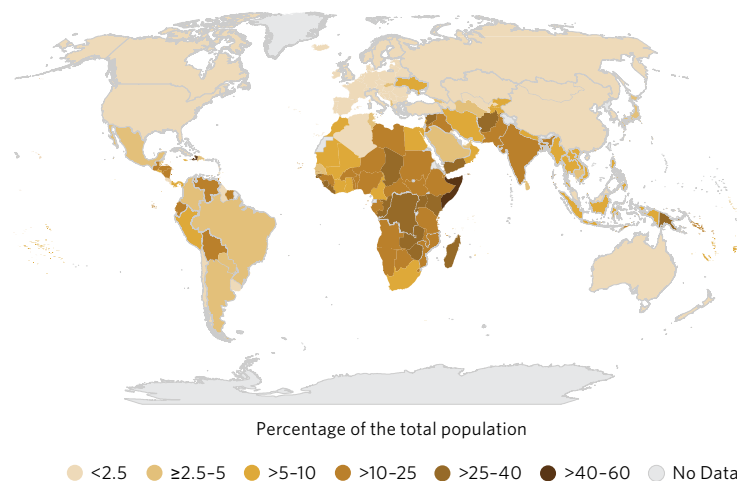 Percentage of the total population
<2.5 ≥2.5–5 >5–10 >10–25 >25–40 >40–60 No Data